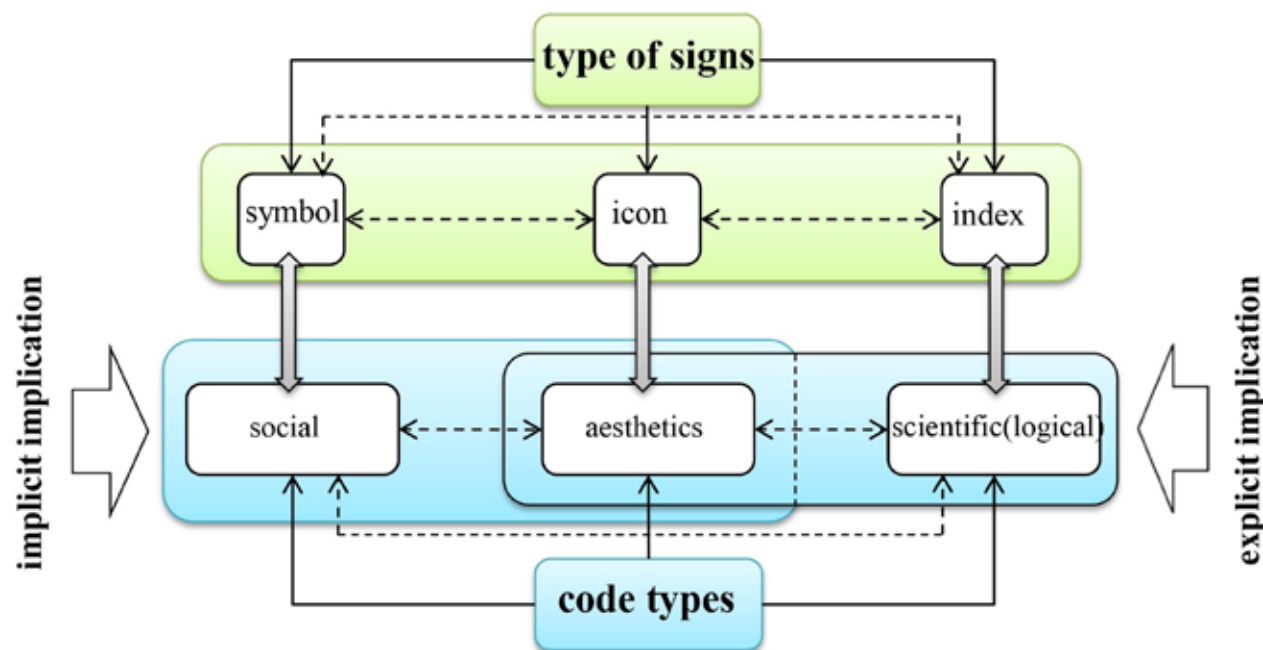 type of signs
symbol
icon
index
implicit implication
explicit implication
social
aesthetics
scientific(logical)
code types